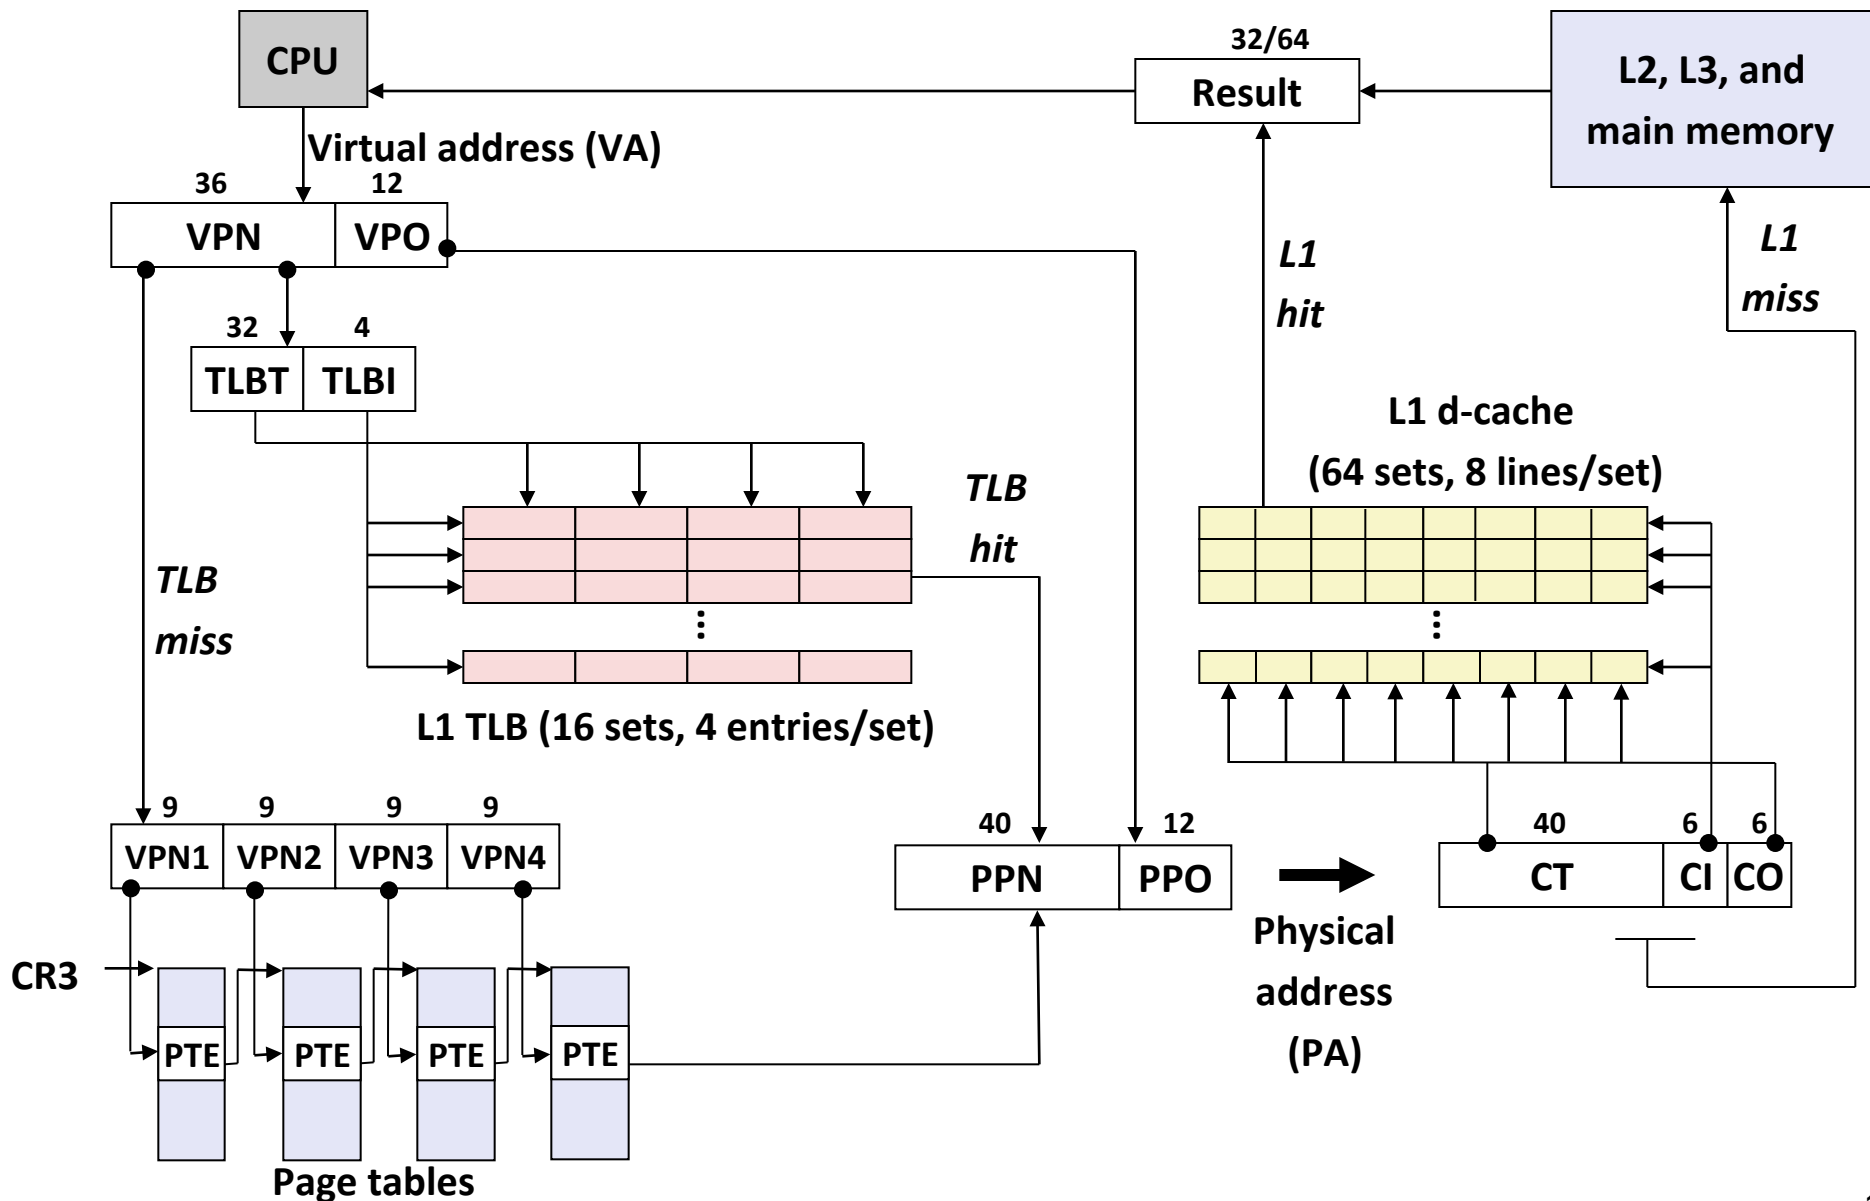 CPU
32/64
Result
L2, L3, and
main memory
Virtual address (VA)
36
12
VPN
VPO
L1
hit
L1
miss
32
4
TLBT
TLBI
L1 d-cache
(64 sets, 8 lines/set)
TLB
hit
TLB
miss
...
...
L1 TLB (16 sets, 4 entries/set)
9
9
9
9
VPN1
VPN2
VPN3
VPN4
40
12
PPN
PPO
40
6
6
CT
CI
CO
Physical
address
(PA)
CR3
PTE
PTE
PTE
PTE
Page tables